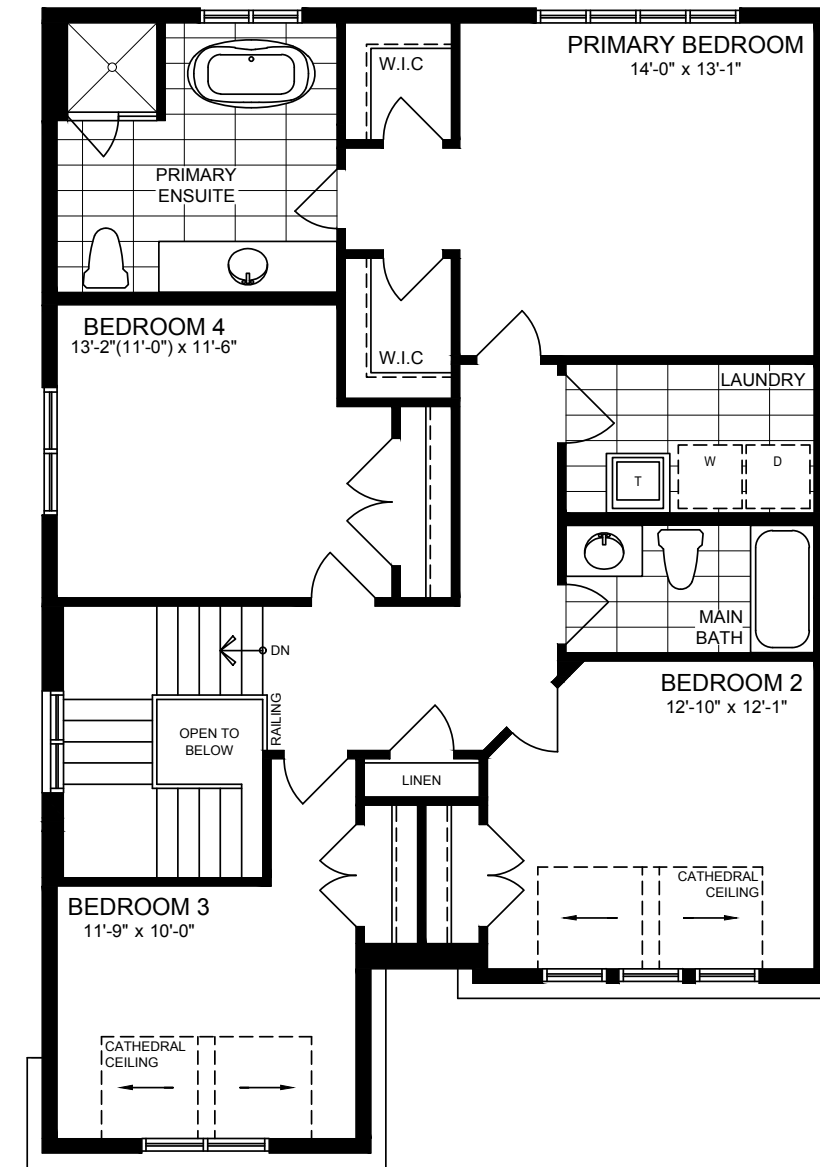 W.I.C
PRIMARY BEDROOM
14'-0" x 13'-1"
PRIMARY
ENSUITE
BEDROOM 4
13'-2"(11'-0") x 11'-6"
W.I.C
LAUNDRY
T
W
D
MAIN
BATH
DN
RAILING
OPEN TO
BELOW
BEDROOM 2
12'-10" x 12'-1"
LINEN
CATHEDRAL
CEILING
BEDROOM 3
11'-9" x 10'-0"
CATHEDRAL
CEILING